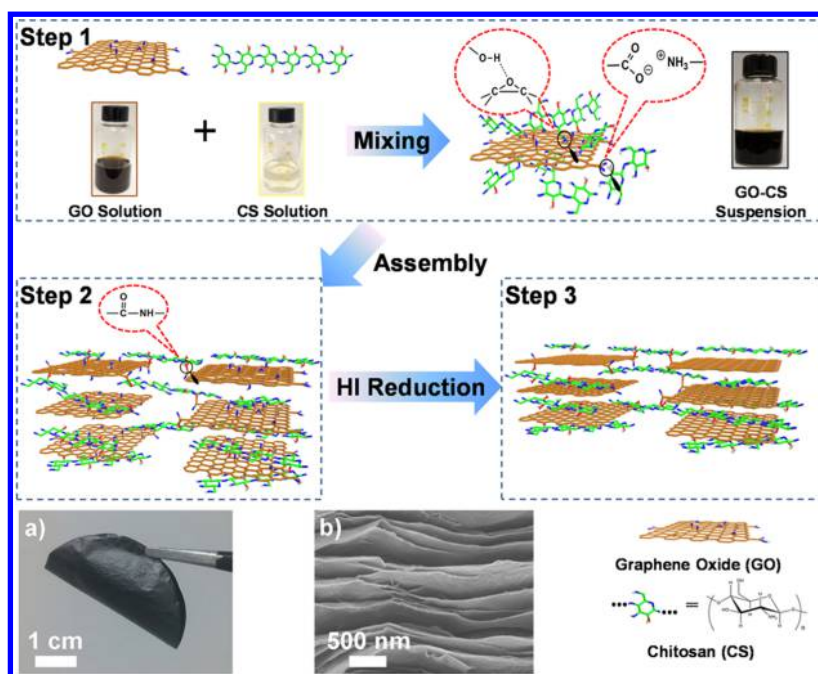 Step 1
O-H
O
C C
O
C
O
⊖
⊕
NH3
+
Mixing
GO Solution
CS Solution
GO-CS
Suspension
Assembly
Step 2
O
C NH
HI Reduction
Step 3
a)
1 cm
b)
500 nm
Graphene Oxide (GO)
=
n
Chitosan (CS)